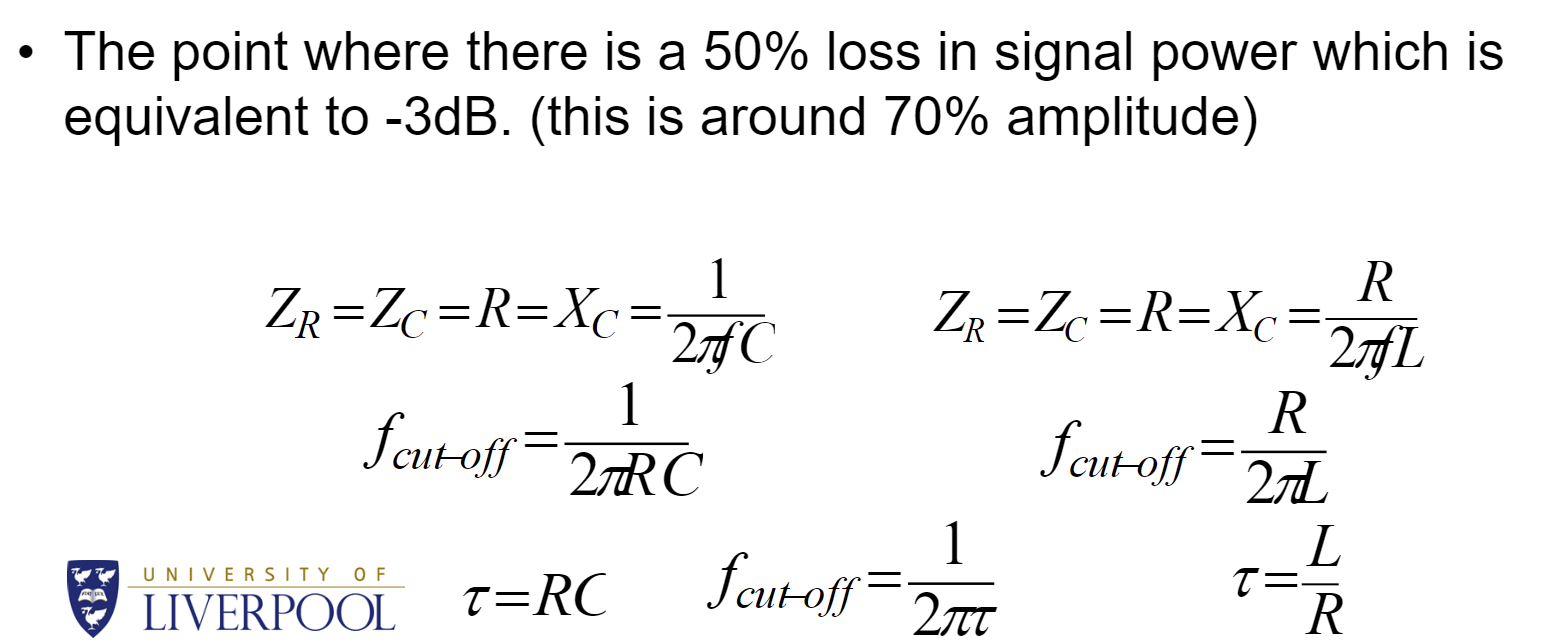 • The point where there is a 50% loss in signal power which is
equivalent to -3dB. (this is around 70% amplitude)
Z_R = Z_C = R = X_C = 1/(2πfC)
Z_R = Z_C = R = X_C = R/(2πfL)
f_cut-off = 1/(2πRC)
f_cut-off = R/(2πL)
UNIVERSITY OF
LIVERPOOL
τ = RC
f_cut-off = 1/(2πτ)
τ = L/R